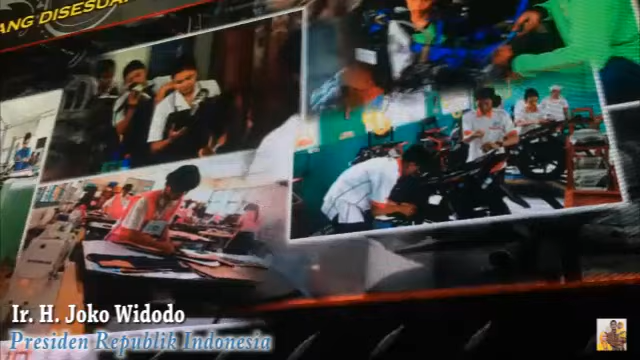 ANG DISESUA
Ir. H. Joko Widodo
Presiden Republik Indonesia